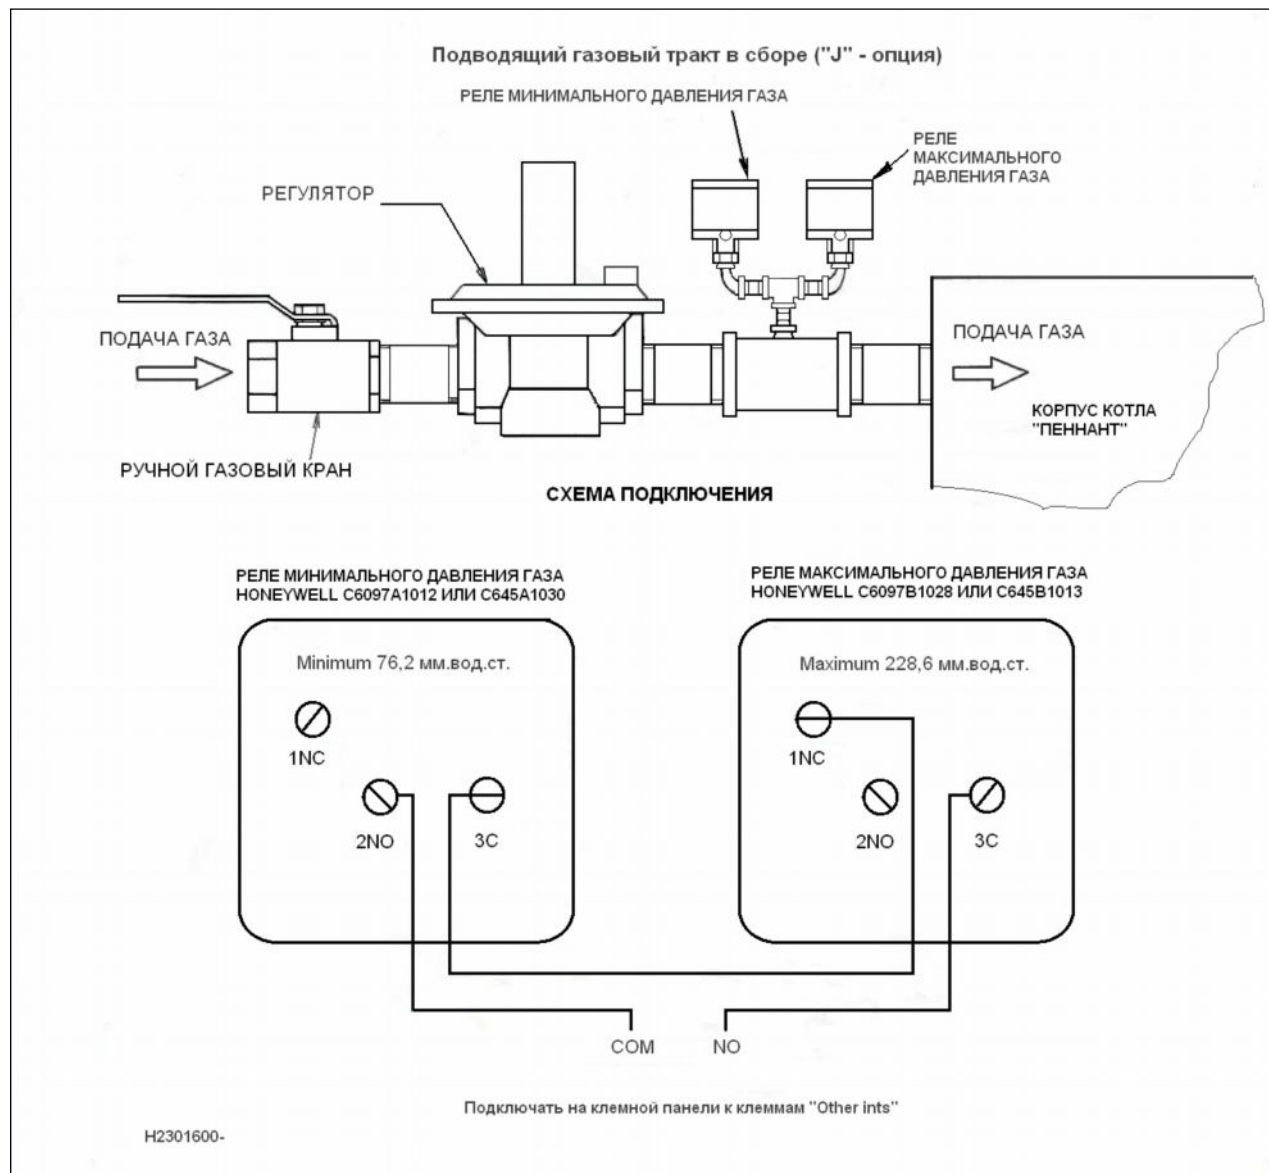 Подводящий газовый тракт в сборе ("J" - опция)
РЕЛЕ МИНИМАЛЬНОГО ДАВЛЕНИЯ ГАЗА
РЕЛЕ
МАКСИМАЛЬНОГО
ДАВЛЕНИЯ ГАЗА
РЕГУЛЯТОР
ПОДАЧА ГАЗА
ПОДАЧА ГАЗА
КОРПУС КОТЛА
"ПЕННАНТ"
РУЧНОЙ ГАЗОВЫЙ КРАН
СХЕМА ПОДКЛЮЧЕНИЯ
РЕЛЕ МИНИМАЛЬНОГО ДАВЛЕНИЯ ГАЗА
HONEYWELL C6097A1012 ИЛИ C645A1030
РЕЛЕ МАКСИМАЛЬНОГО ДАВЛЕНИЯ ГАЗА
HONEYWELL C6097B1028 ИЛИ C645B1013
Minimum 76,2 мм.вод.ст.
Maximum 228,6 мм.вод.ст.
1NC
2NO
3C
1NC
2NO
3C
COM
NO
Подключать на клемной панели к клеммам "Other ints"
H2301600-